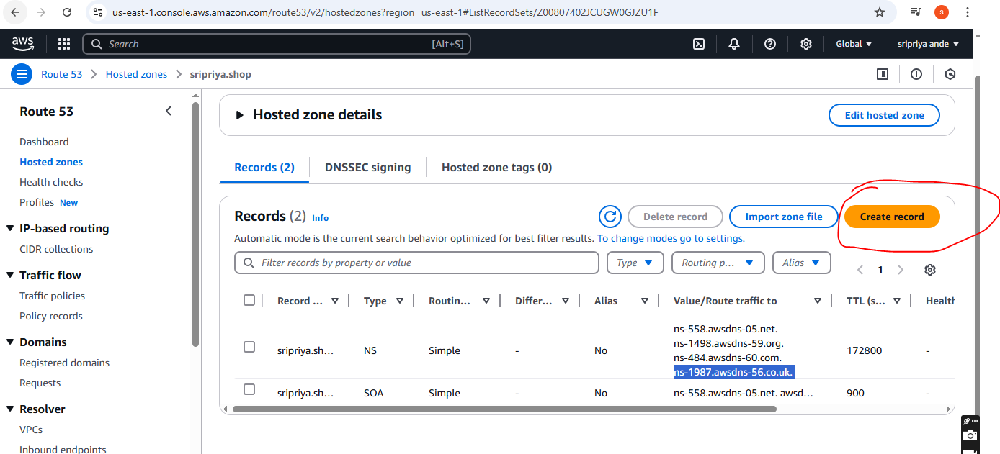 us-east-1.console.aws.amazon.com/route53/v2/hostedzones?region=us-east-1#ListRecordSets/Z00807402JCUGW0GJZU1F
S
aws
Search [Alt+S]
Global
sripriya ande
Route 53 > Hosted zones > sripriya.shop
Route 53
Dashboard
Hosted zones
Health checks
Profiles New
IP-based routing
CIDR collections
Traffic flow
Traffic policies
Policy records
Domains
Registered domains
Requests
Resolver
VPCs
Inbound endpoints
Hosted zone details
Edit hosted zone
Records (2) DNSSEC signing Hosted zone tags (0)
Records (2) Info
Delete record Import zone file Create record
Automatic mode is the current search behavior optimized for best filter results. To change modes go to settings.
Filter records by property or value Type Routing p... Alias
1
Record ... Type Routin... Differ... Alias Value/Route traffic to TTL (s... Health
sripriya.sh... NS Simple - No
ns-558.awsdns-05.net.
ns-1498.awsdns-59.org.
ns-484.awsdns-60.com.
ns-1987.awsdns-56.co.uk.
172800 -
sripriya.sh... SOA Simple - No ns-558.awsdns-05.net. awsd... 900 -